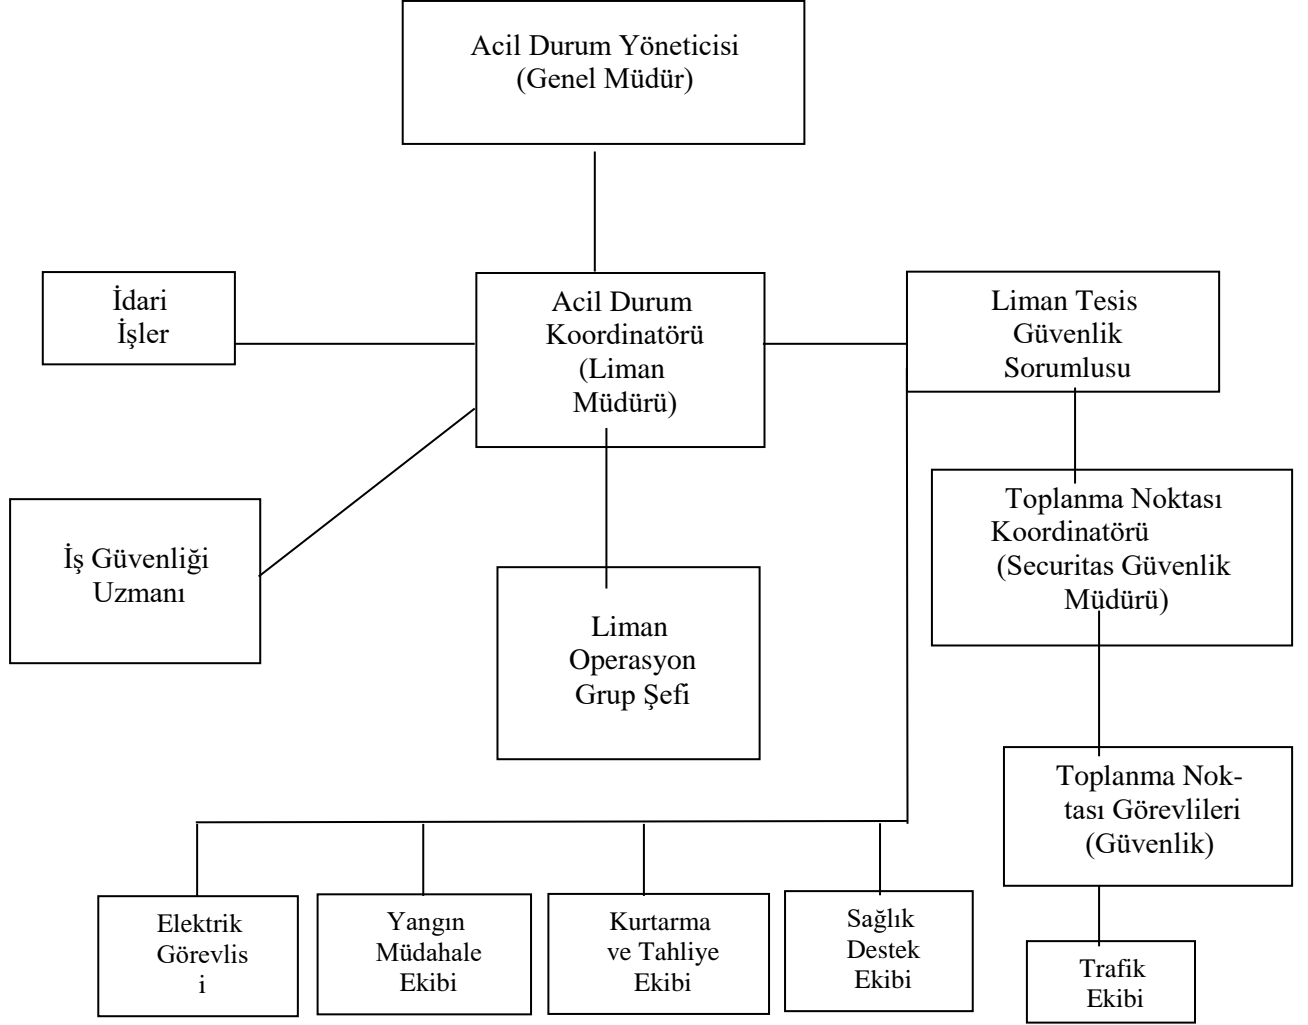 Acil Durum Yöneticisi
(Genel Müdür)
İdari
İşler
Acil Durum
Koordinatörü
(Liman
Müdürü)
Liman Tesis
Güvenlik
Sorumlusu
İş Güvenliği
Uzmanı
Liman
Operasyon
Grup Şefi
Toplanma Noktası
Koordinatörü
(Securitas Güvenlik
Müdürü)
Toplanma Nok-
tası Görevlileri
(Güvenlik)
Elektrik
Görevlis
i
Yangın
Müdahale
Ekibi
Kurtarma
ve Tahliye
Ekibi
Sağlık
Destek
Ekibi
Trafik
Ekibi